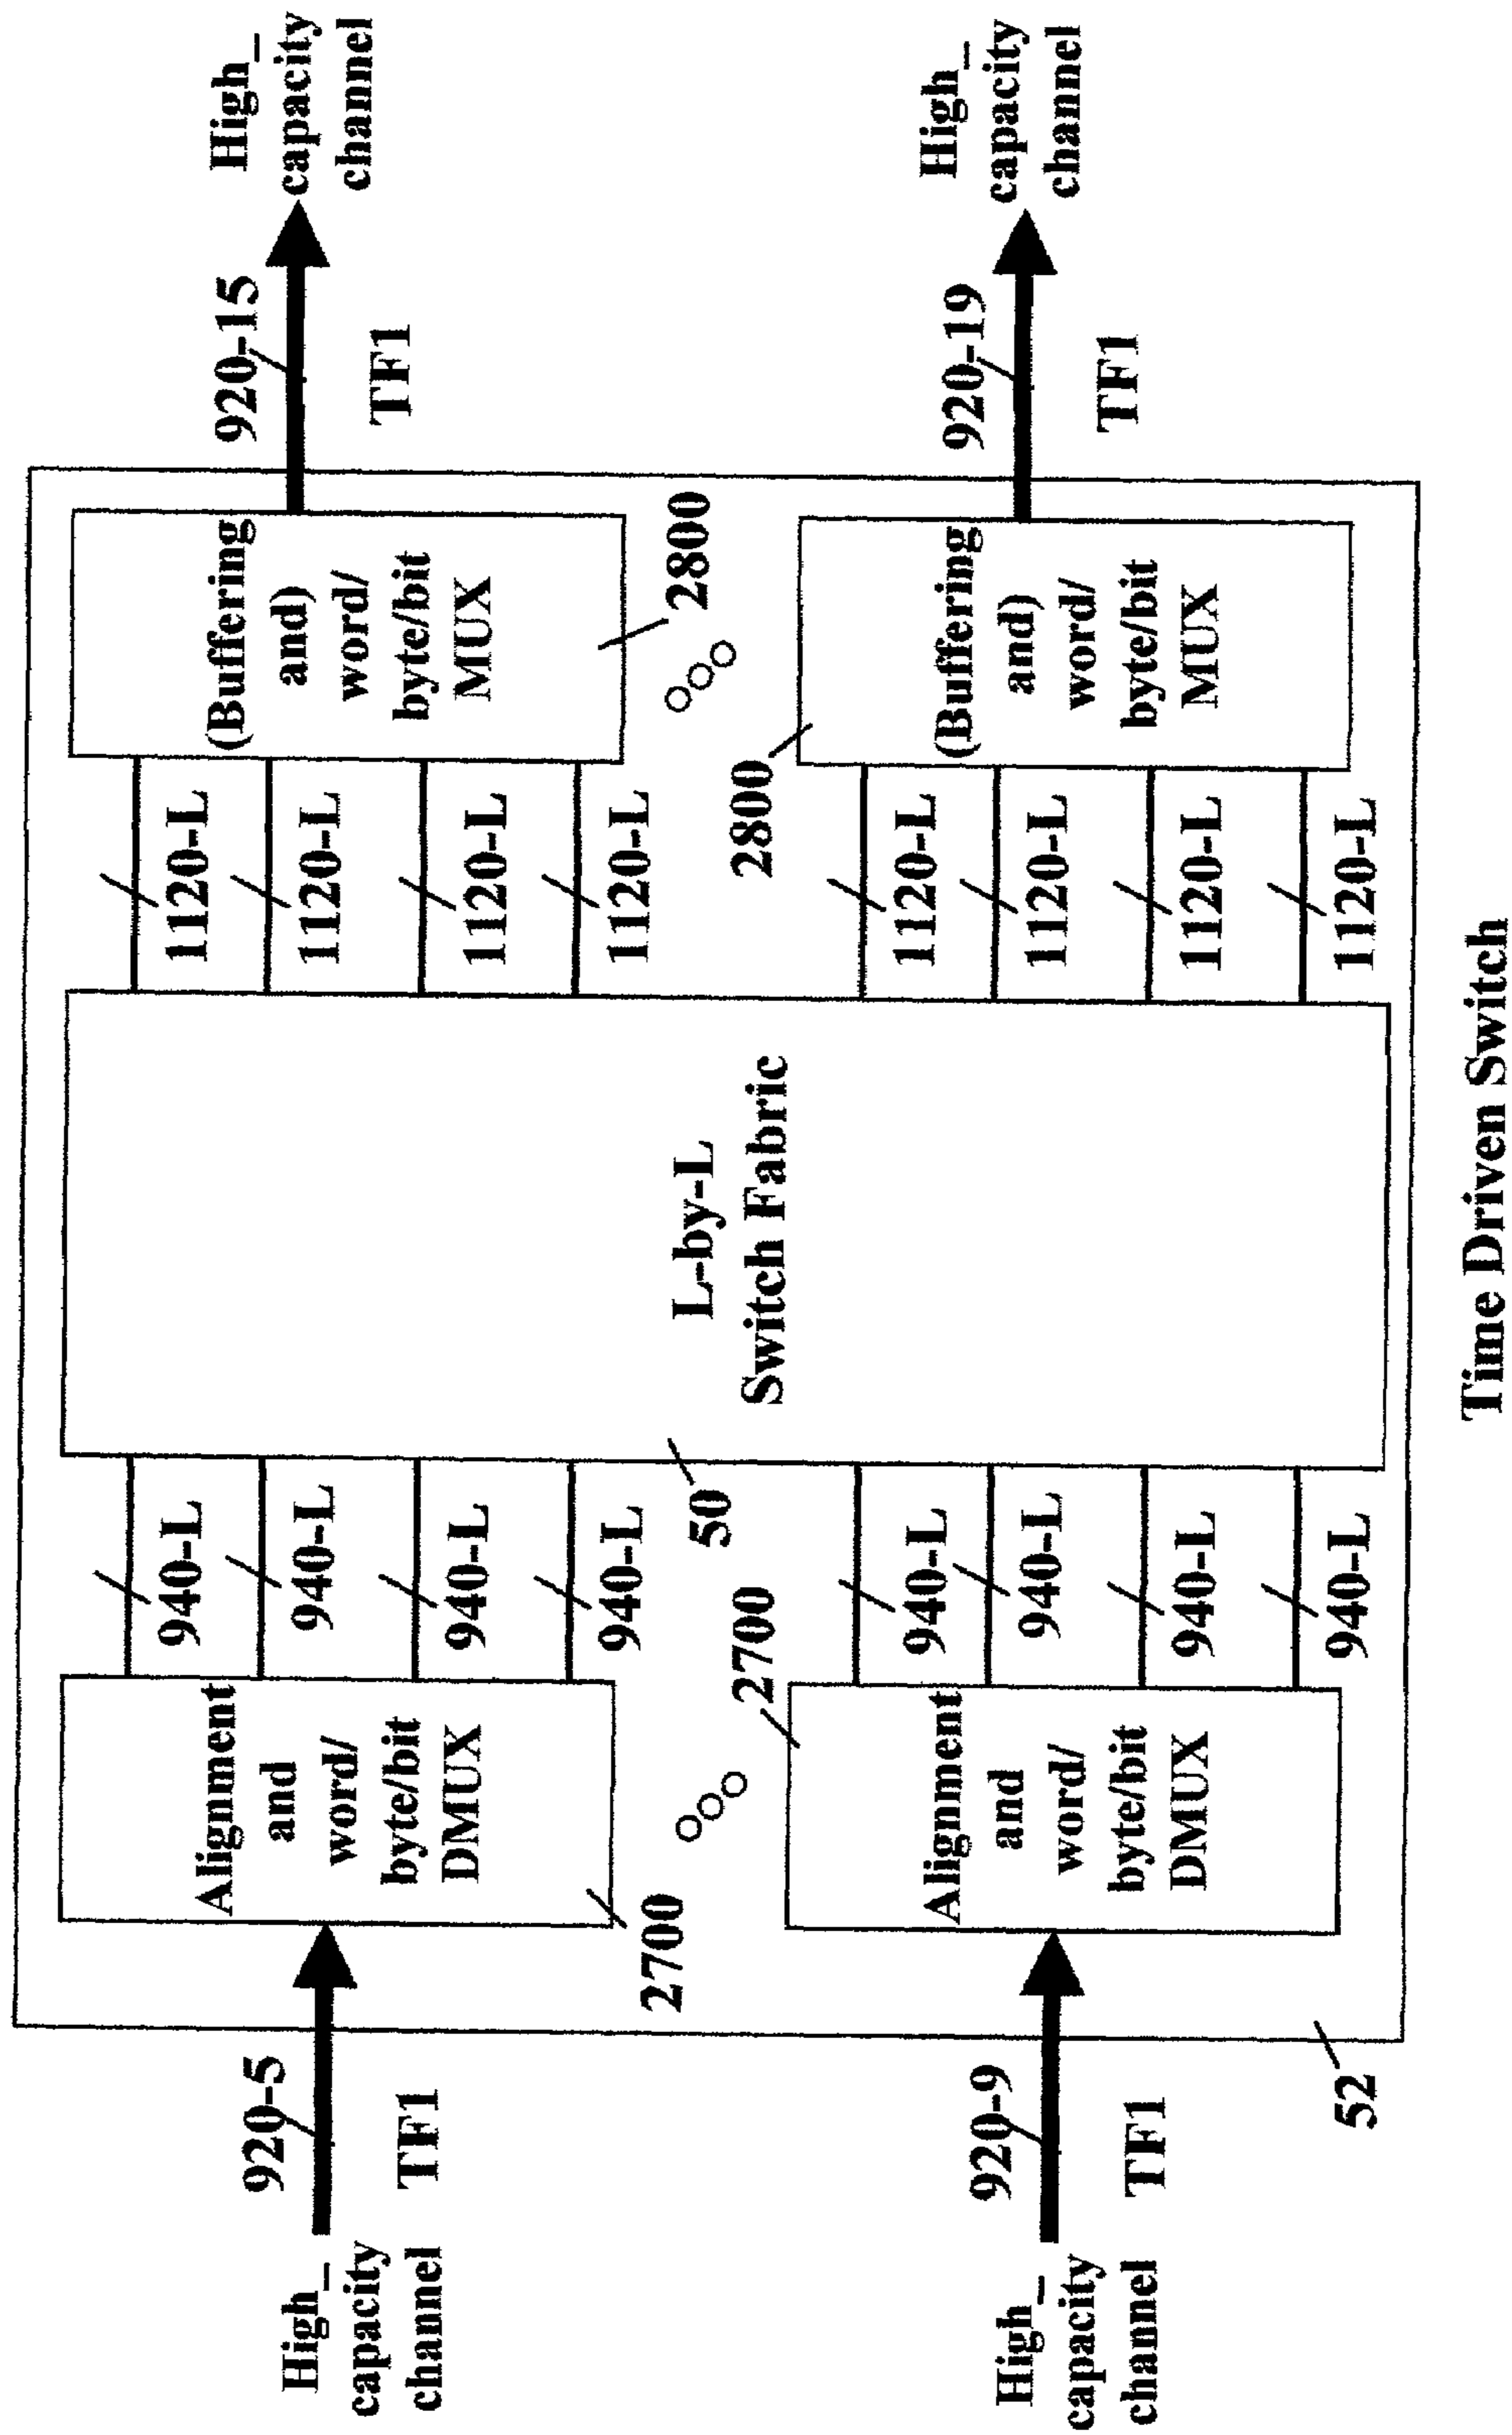 High_
capacity
channel
920-5
TF1
Alignment
and
word/
byte/bit
DMUX
2700
940-L
940-L
940-L
940-L
High_
capacity
channel
920-9
TF1
2700
Alignment
and
word/
byte/bit
DMUX
940-L
940-L
940-L
940-L
52
50
L-by-L
Switch Fabric
1120-L
1120-L
1120-L
1120-L
(Buffering
and)
word/
byte/bit
MUX
2800
920-15
TF1
High_
capacity
channel
1120-L
1120-L
1120-L
1120-L
2800
(Buffering
and)
word/
byte/bit
MUX
920-19
TF1
High_
capacity
channel
Time Driven Switch